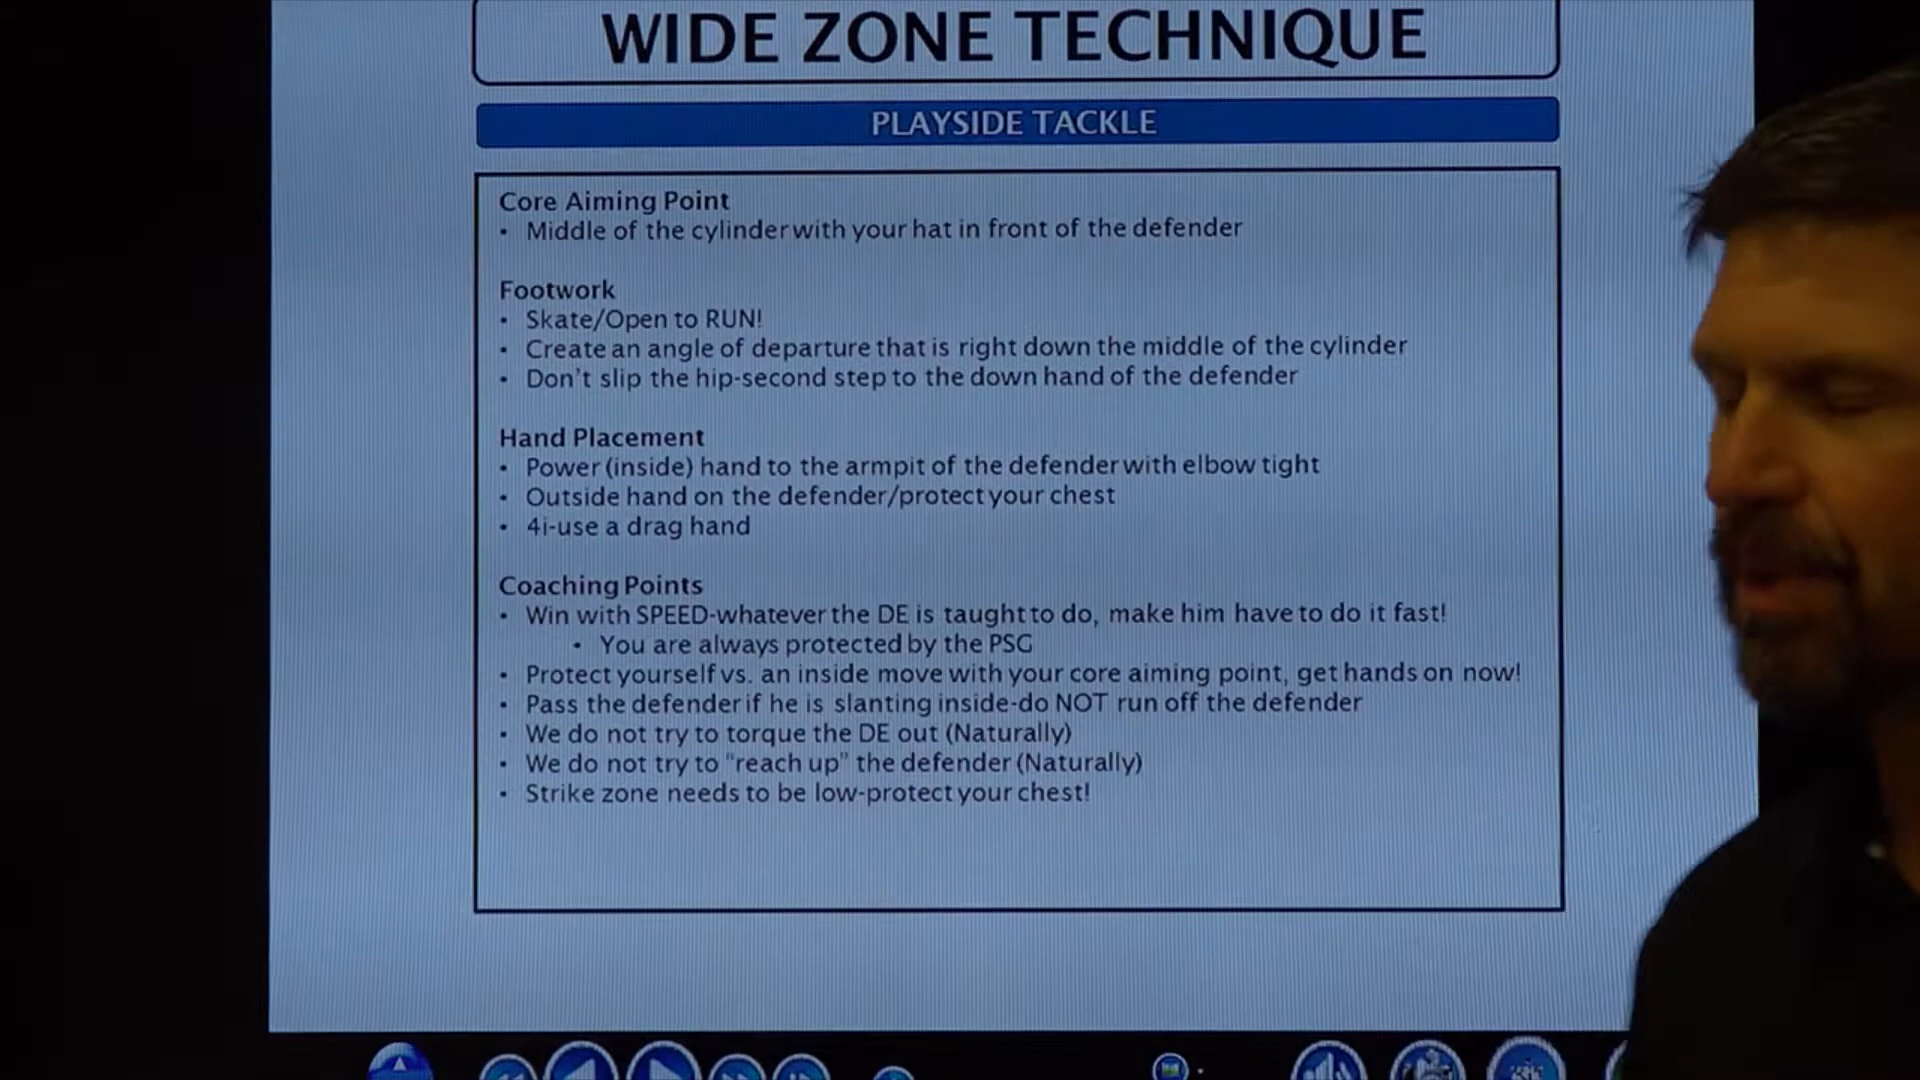 WIDE ZONE TECHNIQUE
PLAYSIDE TACKLE
Core Aiming Point
• Middle of the cylinder with your hat in front of the defender
Footwork
• Skate/Open to RUN!
• Create an angle of departure that is right down the middle of the cylinder
• Don't slip the hip-second step to the down hand of the defender
Hand Placement
• Power (inside) hand to the armpit of the defender with elbow tight
• Outside hand on the defender/protect your chest
• 4i-use a drag hand
Coaching Points
• Win with SPEED-whatever the DE is taught to do, make him have to do it fast!
• You are always protected by the PSG
• Protect yourself vs. an inside move with your core aiming point, get hands on now!
• Pass the defender if he is slanting inside-do NOT run off the defender
• We do not try to torque the DE out (Naturally)
• We do not try to "reach up" the defender (Naturally)
• Strike zone needs to be low-protect your chest!